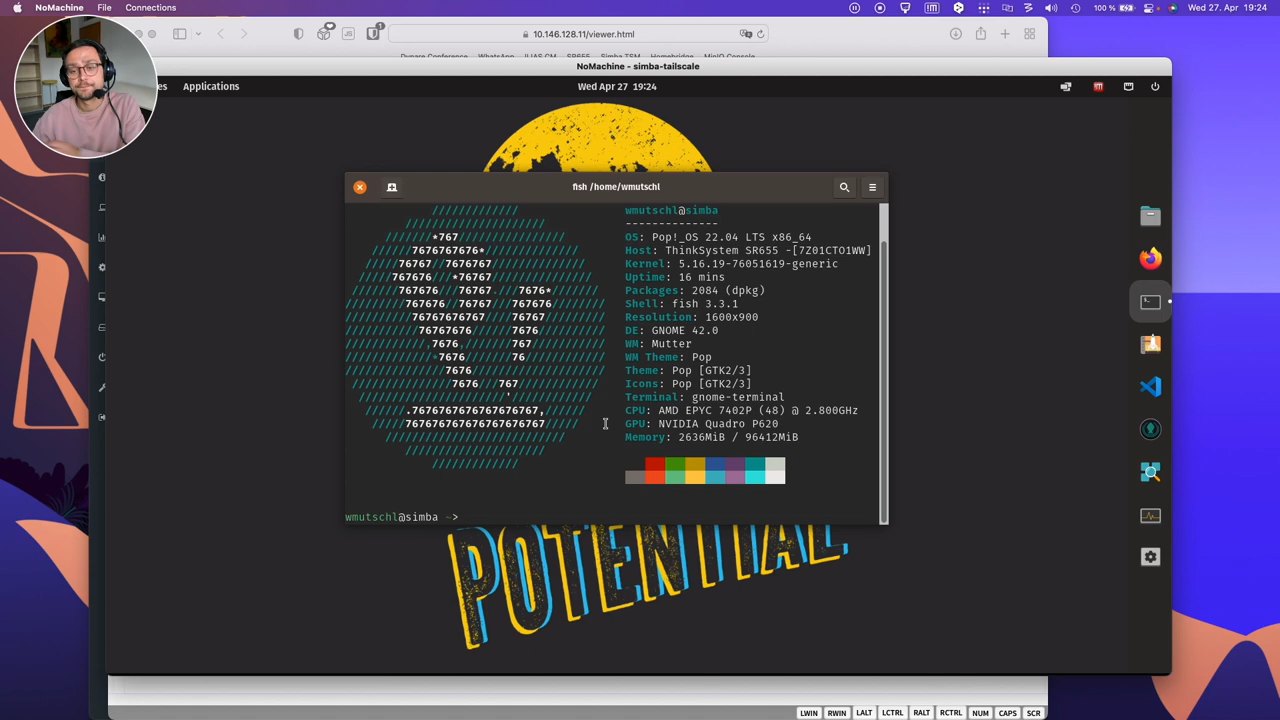 NoMachine File Connections
100 % Wed 27. Apr 19:24
10.146.128.11/viewer.html
NoMachine - simba-tailscale
Applications
Wed Apr 27 19:24
fish /home/wmutschl
/////////////
wmutschl@simba
--------------
OS: Pop!_OS 22.04 LTS x86_64
Host: ThinkSystem SR655 -[7Z01CTO1WW]
Kernel: 5.16.19-76051619-generic
Uptime: 16 mins
Packages: 2084 (dpkg)
Shell: fish 3.3.1
Resolution: 1600x900
DE: GNOME 42.0
WM: Mutter
WM Theme: Pop
Theme: Pop [GTK2/3]
Icons: Pop [GTK2/3]
Terminal: gnome-terminal
CPU: AMD EPYC 7402P (48) @ 2.800GHz
GPU: NVIDIA Quadro P620
Memory: 2636MiB / 96412MiB
wmutschl@simba ~>
POTENTIAL
LWIN RWIN LALT LCTRL RALT RCTRL NUM CAPS SCR